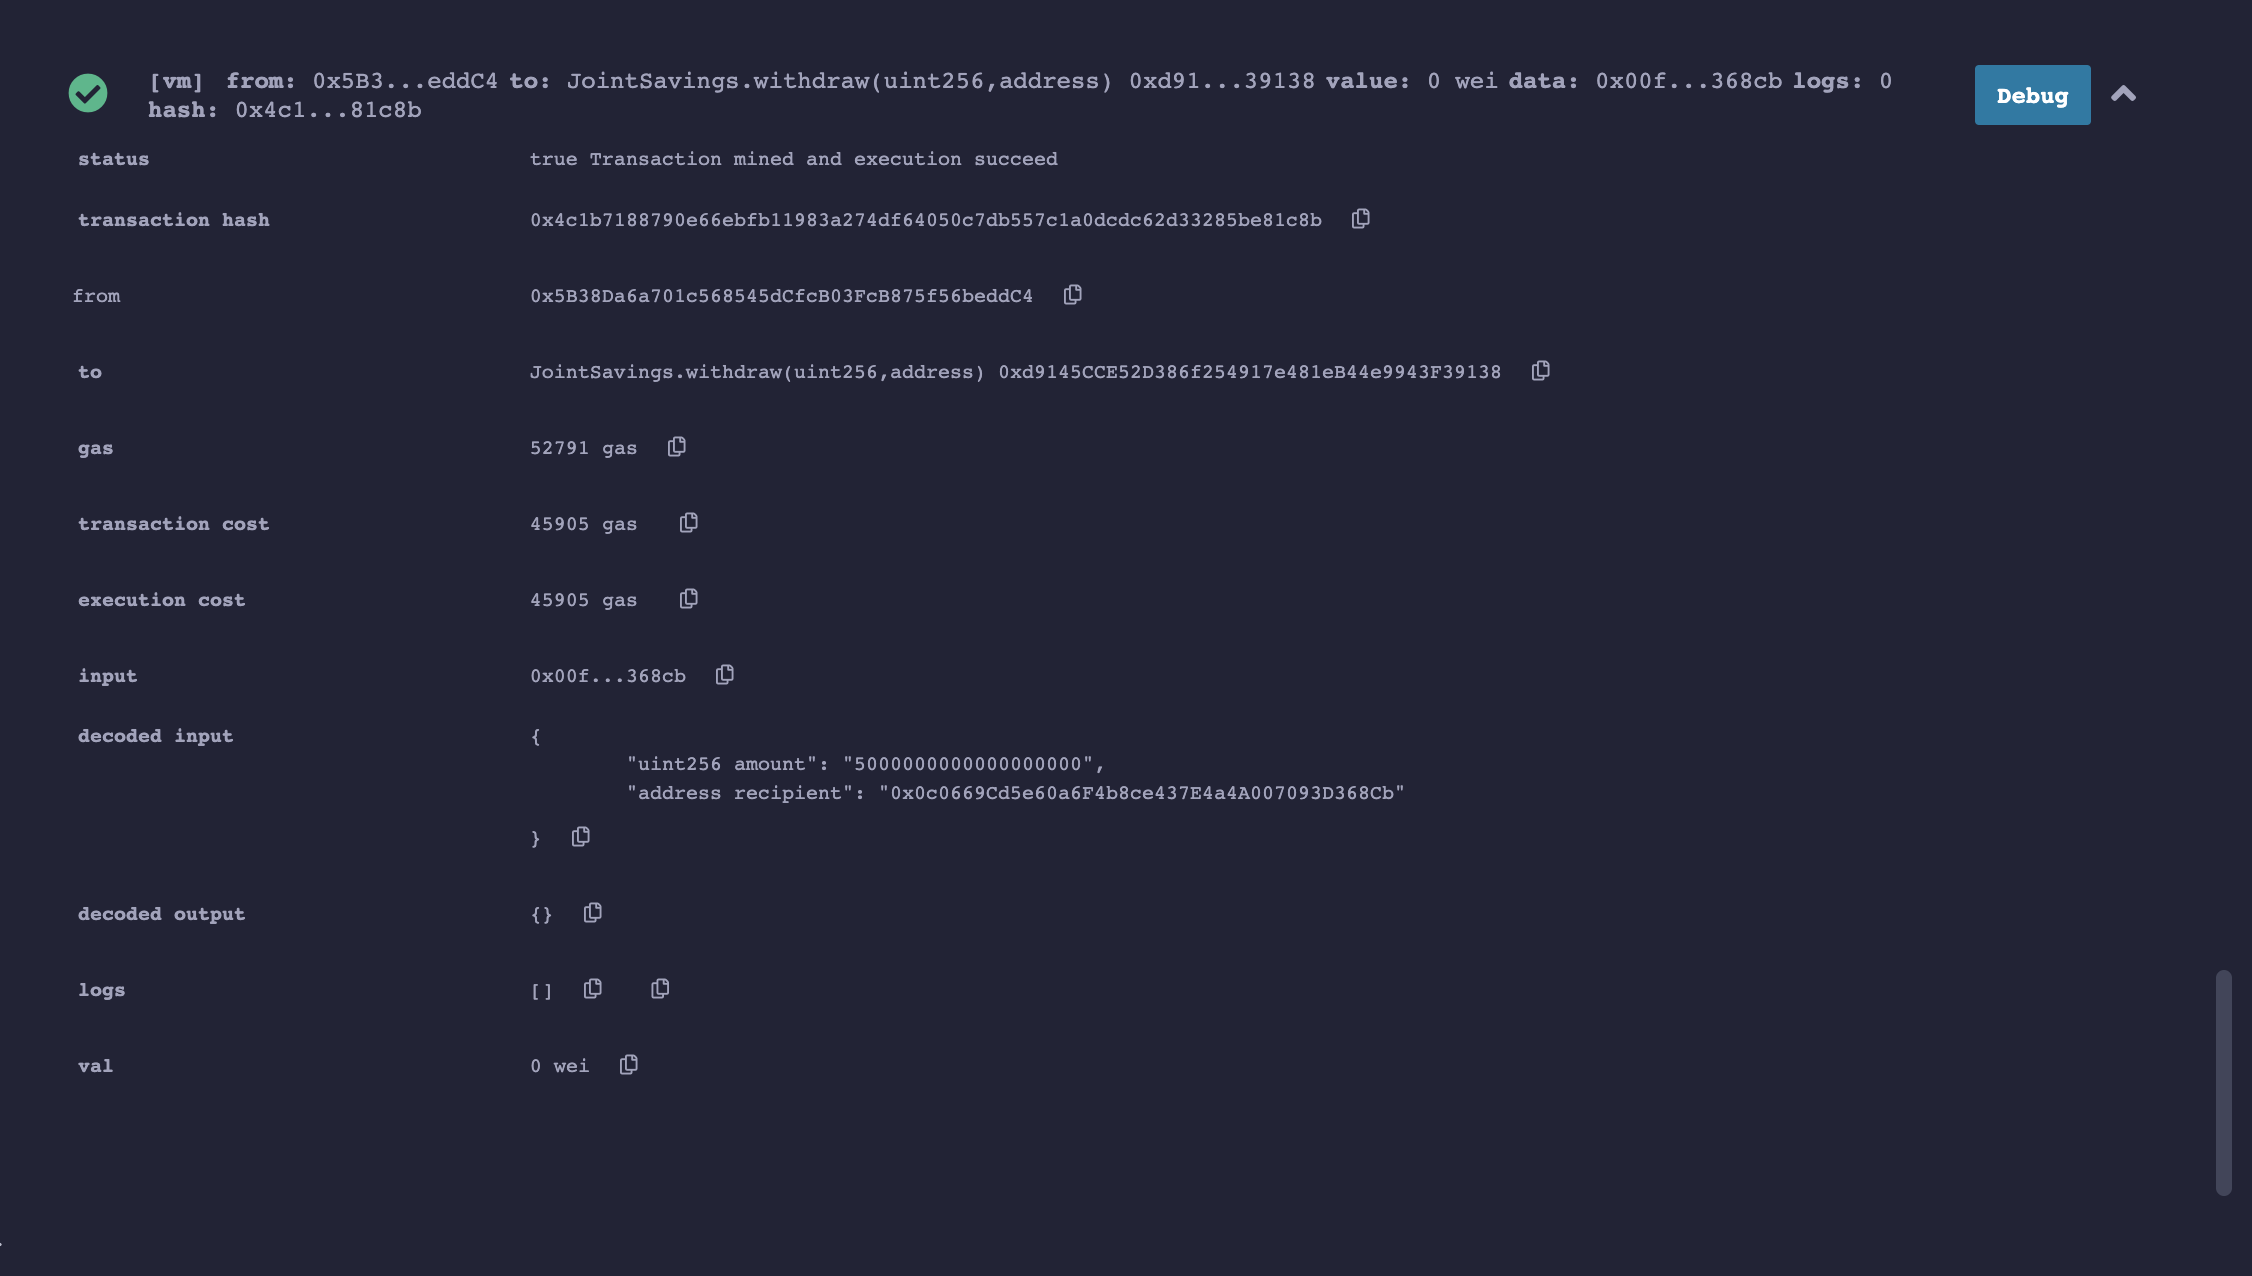 [vm] from: 0x5B3...eddC4 to: JointSavings.withdraw(uint256,address) 0xd91...39138 value: 0 wei data: 0x00f...368cb logs: 0
hash: 0x4c1...81c8b
Debug
status true Transaction mined and execution succeed
transaction hash 0x4c1b7188790e66ebfb11983a274df64050c7db557c1a0dcdc62d33285be81c8b
from 0x5B38Da6a701c568545dCfcB03FcB875f56beddC4
to JointSavings.withdraw(uint256,address) 0xd9145CCE52D386f254917e481eB44e9943F39138
gas 52791 gas
transaction cost 45905 gas
execution cost 45905 gas
input 0x00f...368cb
decoded input {
"uint256 amount": "5000000000000000000",
"address recipient": "0x0c0669Cd5e60a6F4b8ce437E4a4A007093D368Cb"
}
decoded output {}
logs []
val 0 wei